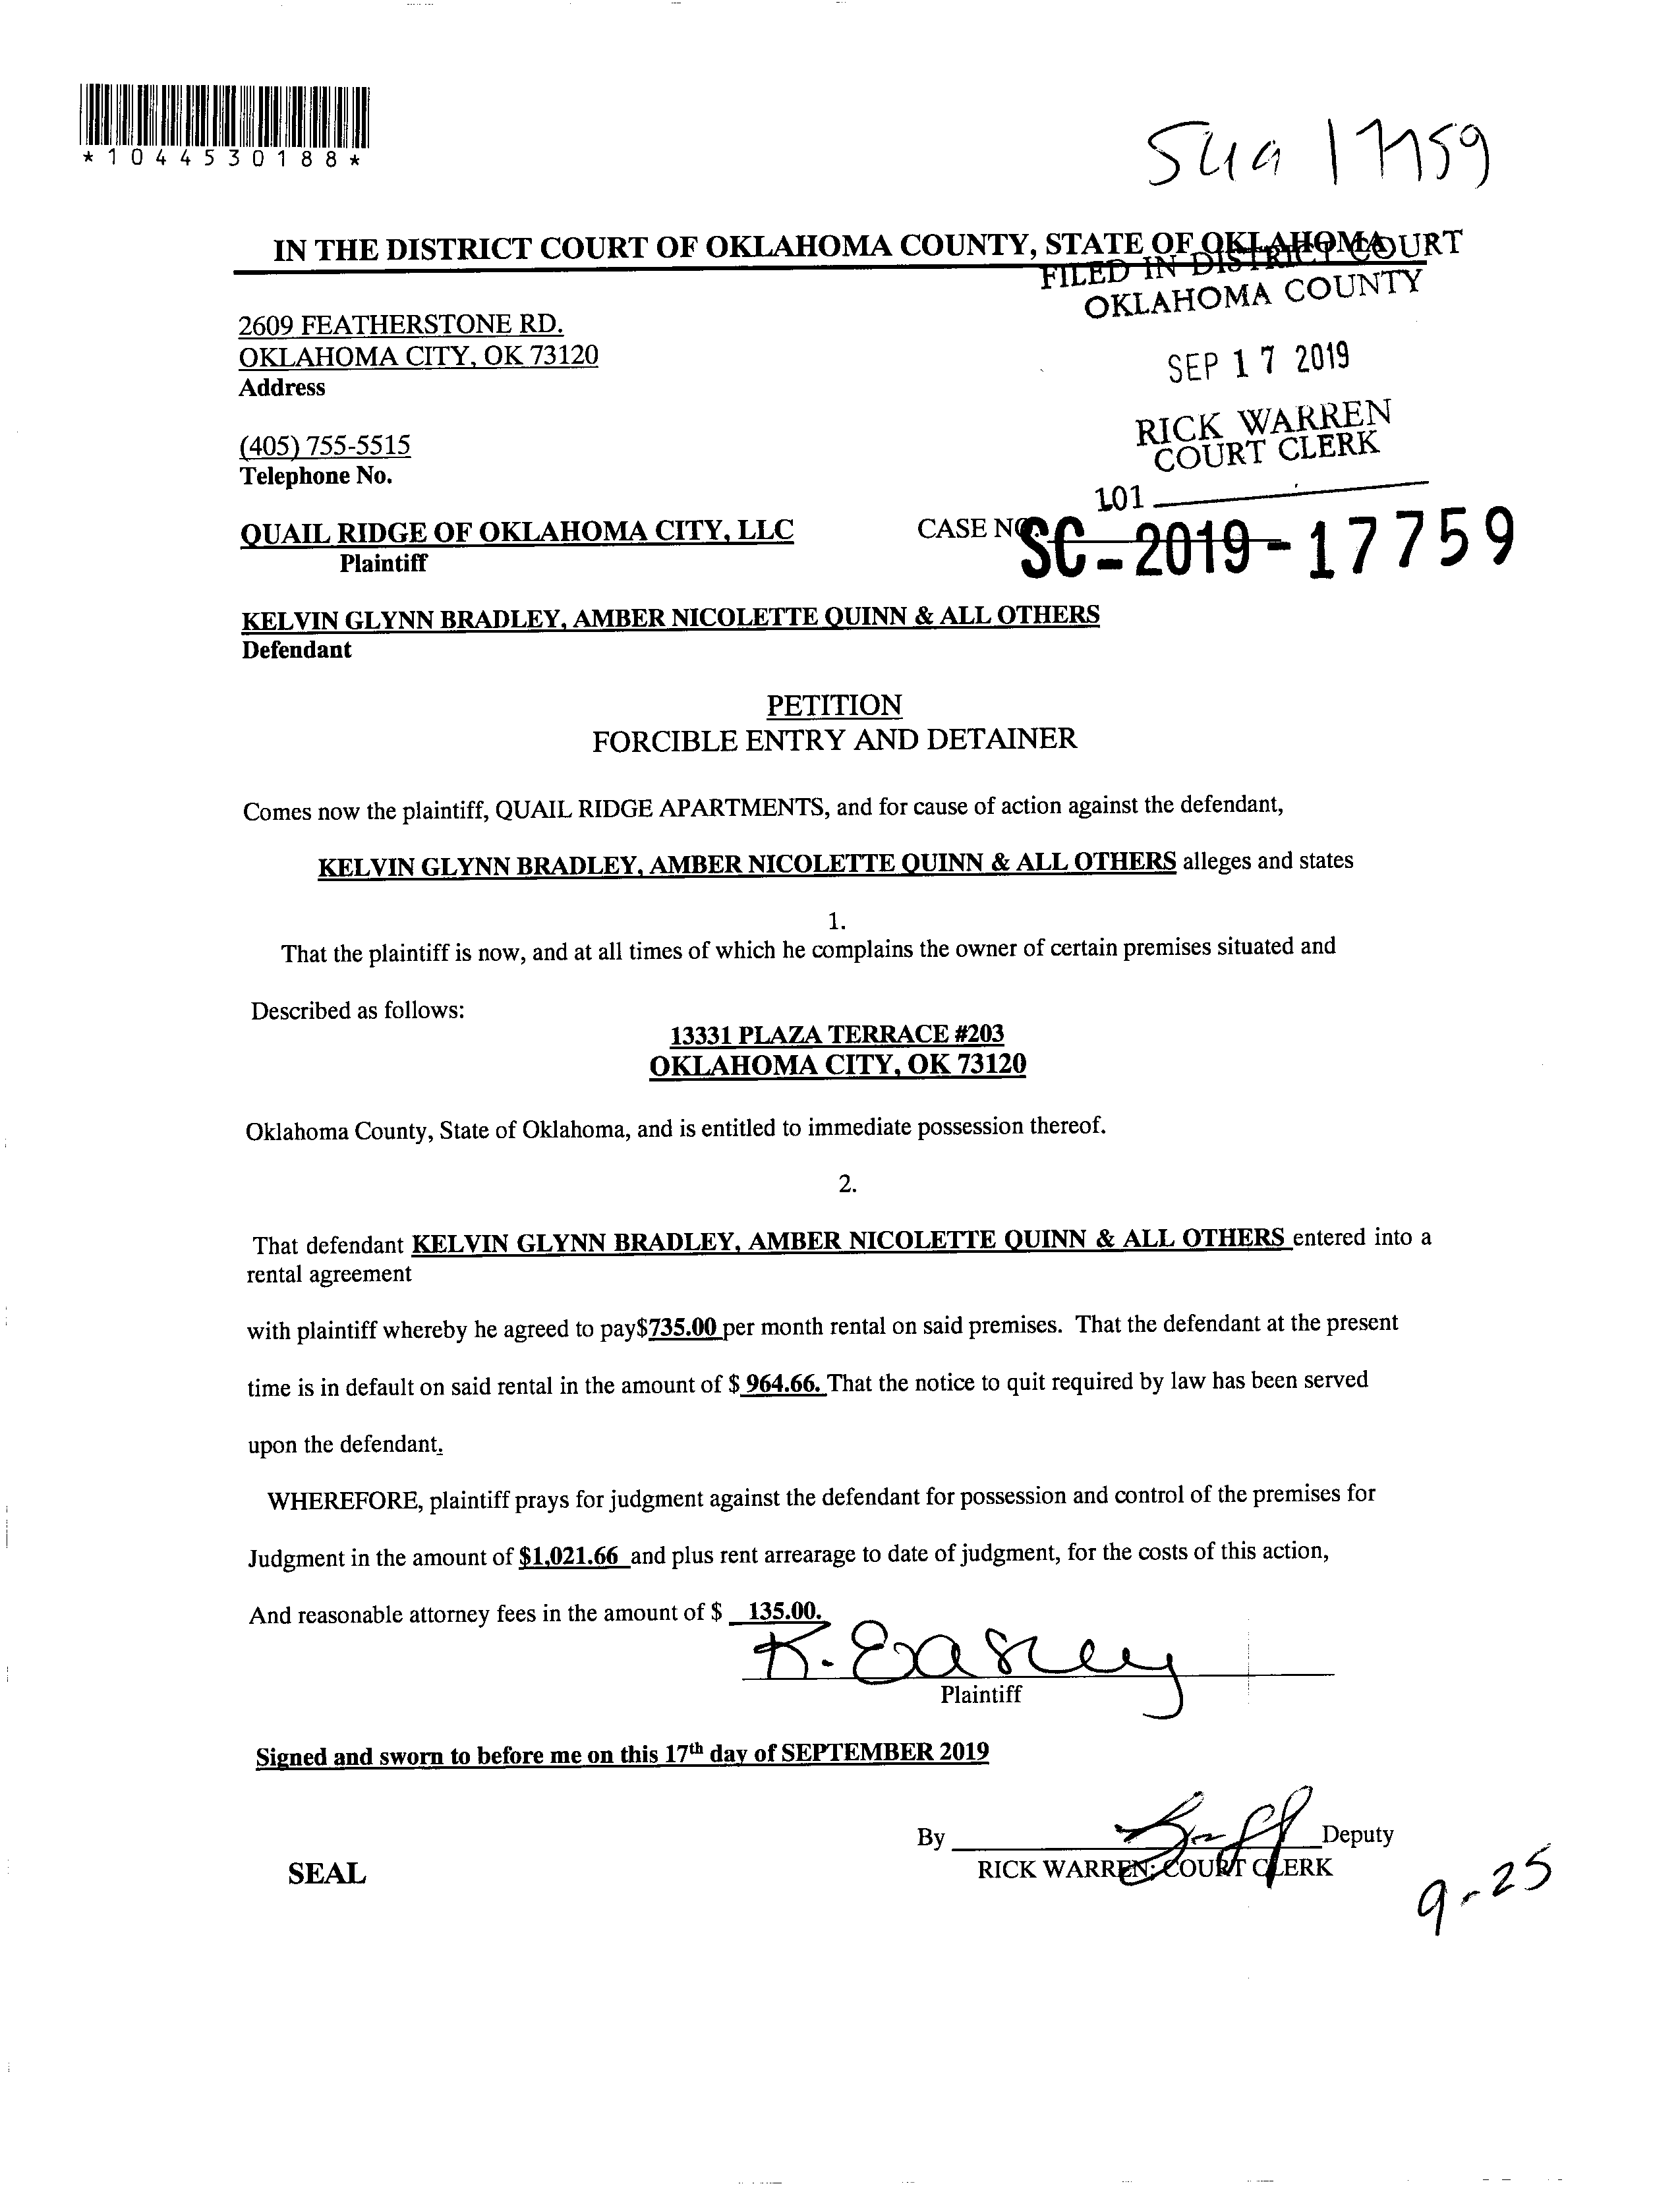 *1044530188*
IN THE DISTRICT COURT OF OKLAHOMA COUNTY, STATE OF OKLAHOMA
FILED IN DISTRICT COURT
OKLAHOMA COUNTY
2609 FEATHERSTONE RD.
OKLAHOMA CITY, OK 73120
Address
SEP 17 2019
RICK WARREN
COURT CLERK
(405) 755-5515
Telephone No.
101
QUAIL RIDGE OF OKLAHOMA CITY, LLC
Plaintiff
CASE NO. SC-2019-17759
KELVIN GLYNN BRADLEY, AMBER NICOLETTE QUINN & ALL OTHERS
Defendant
PETITION
FORCIBLE ENTRY AND DETAINER
Comes now the plaintiff, QUAIL RIDGE APARTMENTS, and for cause of action against the defendant,
KELVIN GLYNN BRADLEY, AMBER NICOLETTE QUINN & ALL OTHERS alleges and states
1.
That the plaintiff is now, and at all times of which he complains the owner of certain premises situated and
Described as follows:
13331 PLAZA TERRACE #203
OKLAHOMA CITY, OK 73120
Oklahoma County, State of Oklahoma, and is entitled to immediate possession thereof.
2.
That defendant KELVIN GLYNN BRADLEY, AMBER NICOLETTE QUINN & ALL OTHERS entered into a
rental agreement
with plaintiff whereby he agreed to pay$735.00 per month rental on said premises. That the defendant at the present
time is in default on said rental in the amount of $ 964.66. That the notice to quit required by law has been served
upon the defendant.
WHEREFORE, plaintiff prays for judgment against the defendant for possession and control of the premises for
Judgment in the amount of $1,021.66 and plus rent arrearage to date of judgment, for the costs of this action,
And reasonable attorney fees in the amount of $ 135.00.
K. Easley
Plaintiff
Signed and sworn to before me on this 17th day of SEPTEMBER 2019
By Deputy
RICK WARREN; COURT CLERK
SEAL
9-25